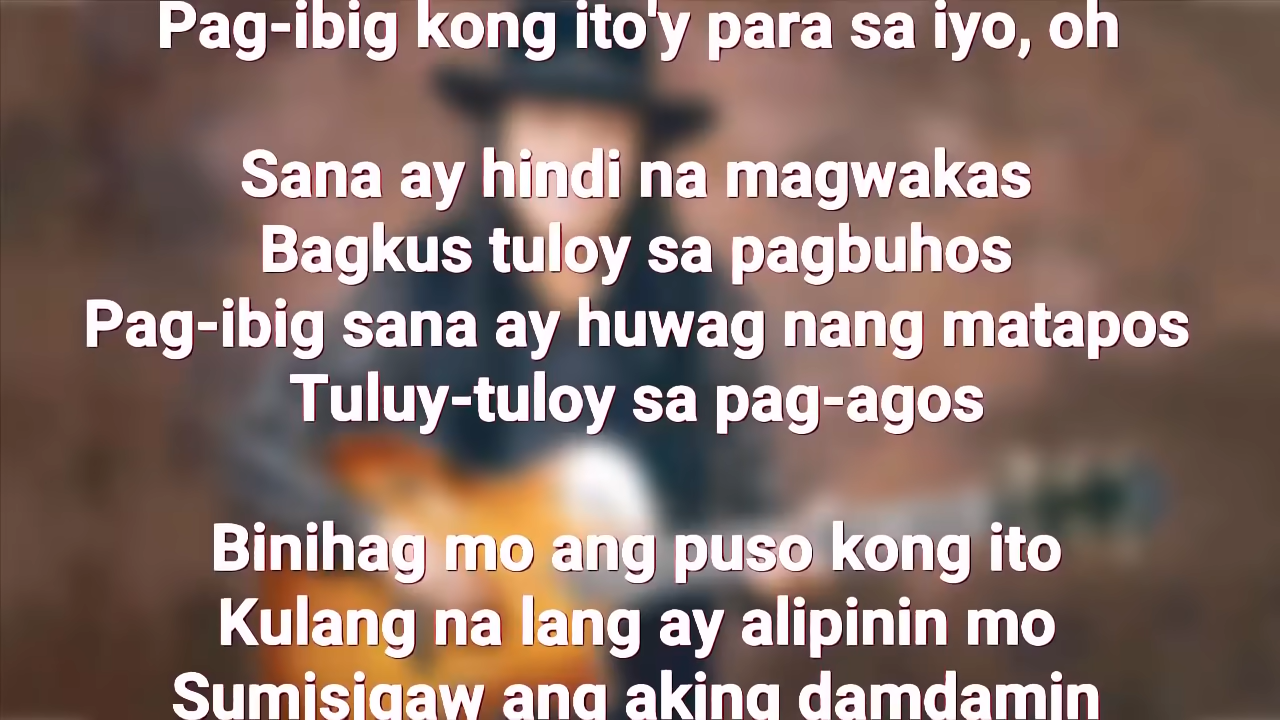 Pag-ibig kong ito'y para sa iyo, oh
Sana ay hindi na magwakas
Bagkus tuloy sa pagbuhos
Pag-ibig sana ay huwag nang matapos
Tuluy-tuloy sa pag-agos
Binihag mo ang puso kong ito
Kulang na lang ay alipinin mo
Sumisigaw ang aking damdamin